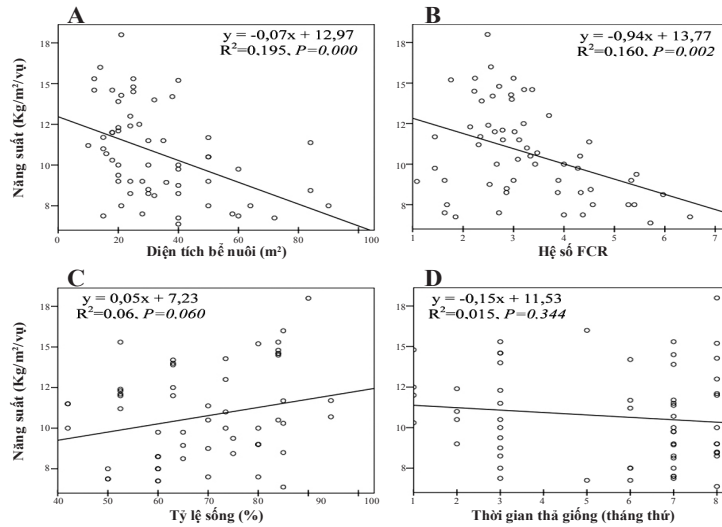 A
y = -0,07x + 12,97
R²=0,195, P=0.000
Năng suất (Kg/m²/vụ)
18
15
12
10
8
0 20 40 60 80 100
Diện tích bể nuôi (m²)
B
y = -0,94x + 13,77
R²=0,160, P=0.002
18
15
12
10
8
1 2 3 4 5 6 7
Hệ số FCR
C
y = 0,05x + 7,23
R²=0,06, P=0.060
Năng suất (Kg/m²/vụ)
18
15
12
10
8
40 50 60 70 80 90 100
Tỷ lệ sống (%)
D
y = -0,15x + 11,53
R²=0,015, P=0.344
18
15
12
10
8
1 2 3 4 5 6 7 8
Thời gian thả giống (tháng thứ)